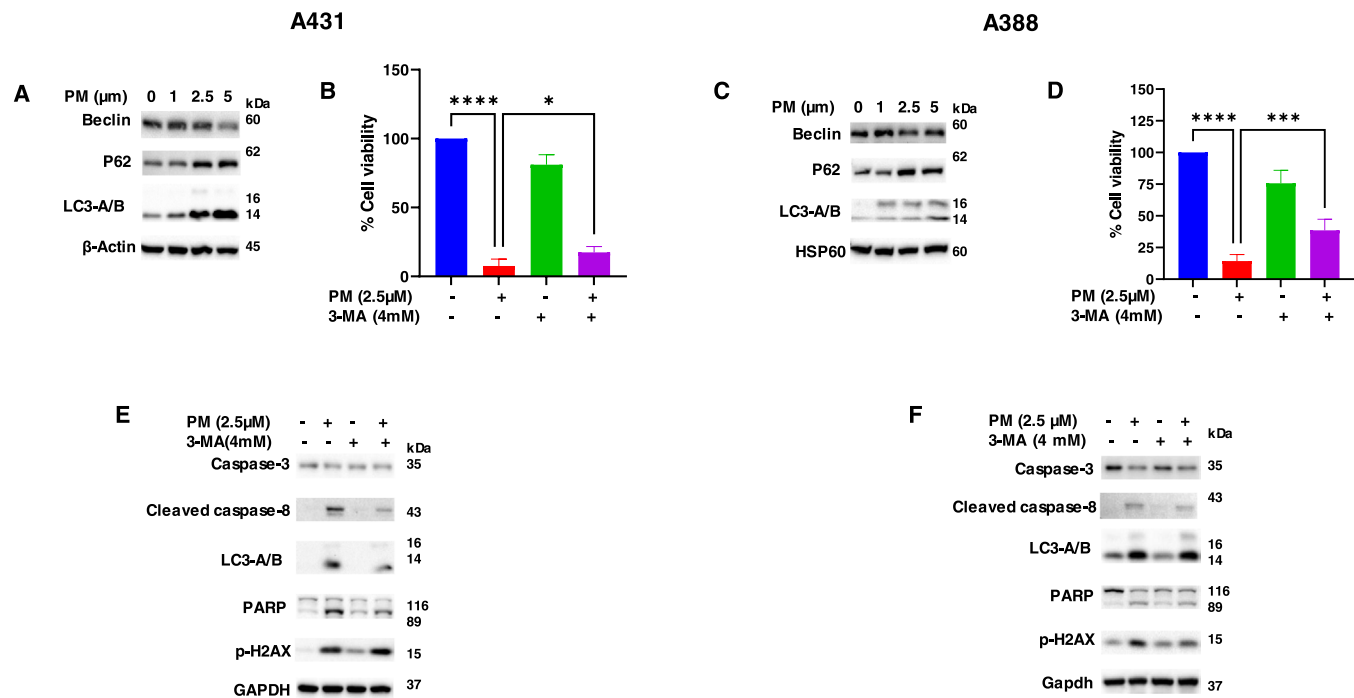 A431
A388
A
PM (µm) 0 1 2.5 5 kDa
Beclin 60
P62 62
LC3-A/B 16
14
β-Actin 45
B
% Cell viability
150
100
50
0
**** *
PM (2.5µM) - + - +
3-MA (4mM) - - + +
C
PM (µm) 0 1 2.5 5 kDa
Beclin 60
P62 62
LC3-A/B 16
14
HSP60 60
D
% Cell viability
150
125
100
75
50
25
0
**** ***
PM (2.5µM) - + - +
3-MA (4mM) - - + +
E
PM (2.5µM) - + - +
3-MA(4mM) - - + + kDa
Caspase-3 35
Cleaved caspase-8 43
LC3-A/B 16
14
PARP 116
89
p-H2AX 15
GAPDH 37
F
PM (2.5 µM) - + - +
3-MA (4 mM) - - + + kDa
Caspase-3 35
Cleaved caspase-8 43
LC3-A/B 16
14
PARP 116
89
p-H2AX 15
Gapdh 37